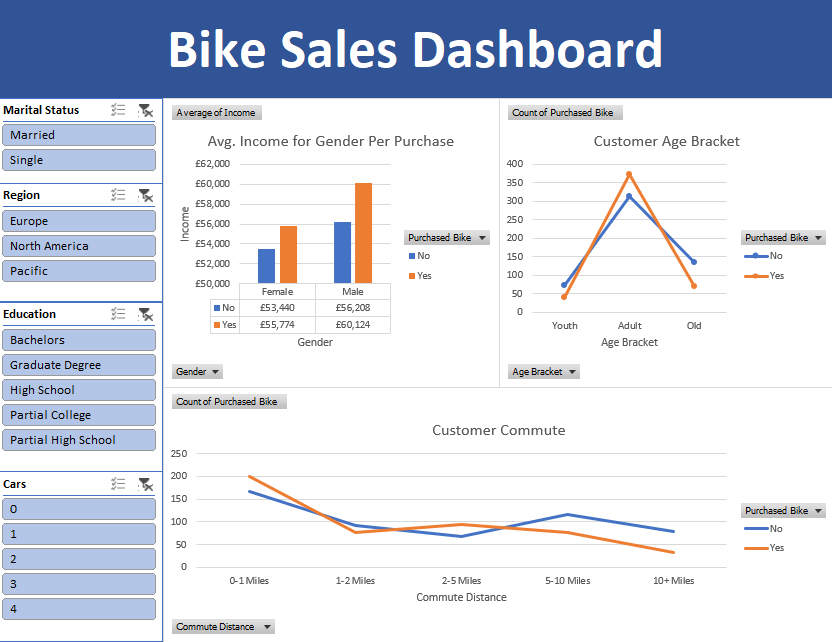 Bike Sales Dashboard
Marital Status
Married
Single
Region
Europe
North America
Pacific
Education
Bachelors
Graduate Degree
High School
Partial College
Partial High School
Cars
0
1
2
3
4
Average of Income
Avg. Income for Gender Per Purchase
£62,000
£60,000
£58,000
£56,000
£54,000
£52,000
£50,000
Income
Female Male
No £53,440 £56,208
Yes £55,774 £60,124
Gender
Purchased Bike
No
Yes
Gender
Count of Purchased Bike
Customer Age Bracket
400
350
300
250
200
150
100
50
0
Youth Adult Old
Age Bracket
Purchased Bike
No
Yes
Age Bracket
Count of Purchased Bike
Customer Commute
250
200
150
100
50
0
0-1 Miles 1-2 Miles 2-5 Miles 5-10 Miles 10+ Miles
Commute Distance
Purchased Bike
No
Yes
Commute Distance